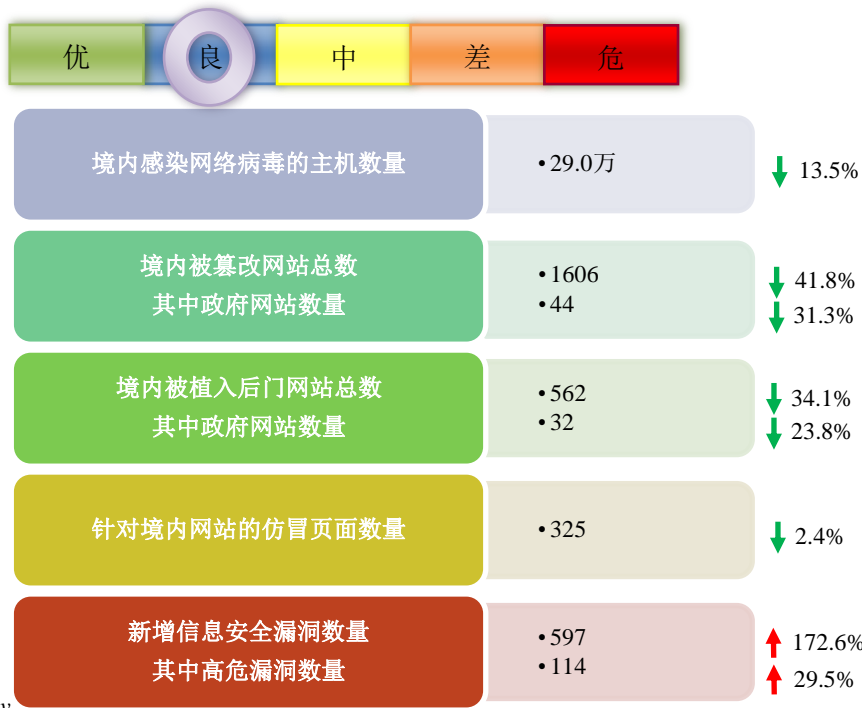 优 良 中 差 危
境内感染网络病毒的主机数量 •29.0万 13.5%
境内被篡改网站总数 •1606 41.8%
其中政府网站数量 •44 31.3%
境内被植入后门网站总数 •562 34.1%
其中政府网站数量 •32 23.8%
针对境内网站的仿冒页面数量 •325 2.4%
新增信息安全漏洞数量 •597 172.6%
其中高危漏洞数量 •114 29.5%